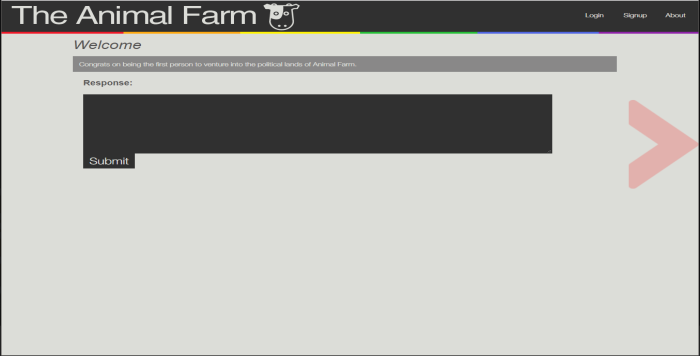 The Animal Farm
Login Signup About
Welcome
Congrats on being the first person to venture into the political lands of Animal Farm.
Response:
Submit